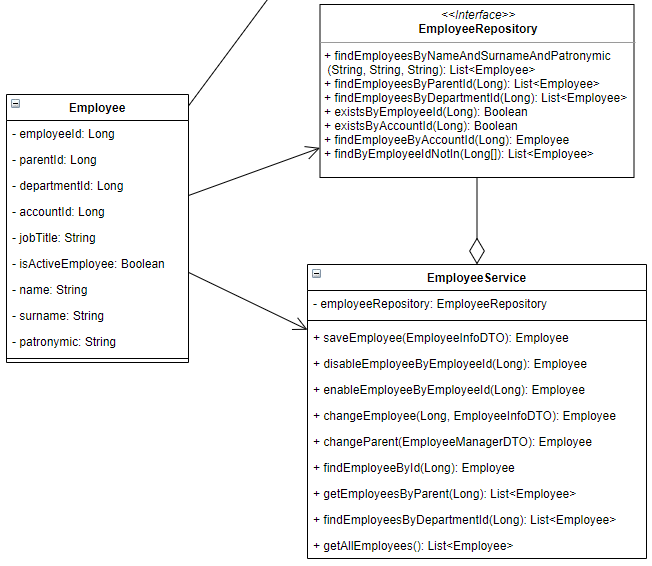 <<Interface>>
EmployeeRepository
+ findEmployeesByNameAndSurnameAndPatronymic
(String, String, String): List<Employee>
+ findEmployeesByParentId(Long): List<Employee>
+ findEmployeesByDepartmentId(Long): List<Employee>
+ existsByEmployeeId(Long): Boolean
+ existsByAccountId(Long): Boolean
+ findEmployeeByAccountId(Long): Employee
+ findByEmployeeIdNotIn(Long[]): List<Employee>
Employee
- employeeId: Long
- parentId: Long
- departmentId: Long
- accountId: Long
- jobTitle: String
- isActiveEmployee: Boolean
- name: String
- surname: String
- patronymic: String
EmployeeService
- employeeRepository: EmployeeRepository
+ saveEmployee(EmployeeInfoDTO): Employee
+ disableEmployeeByEmployeeId(Long): Employee
+ enableEmployeeByEmployeeId(Long): Employee
+ changeEmployee(Long, EmployeeInfoDTO): Employee
+ changeParent(EmployeeManagerDTO): Employee
+ findEmployeeById(Long): Employee
+ getEmployeesByParent(Long): List<Employee>
+ findEmployeesByDepartmentId(Long): List<Employee>
+ getAllEmployees(): List<Employee>